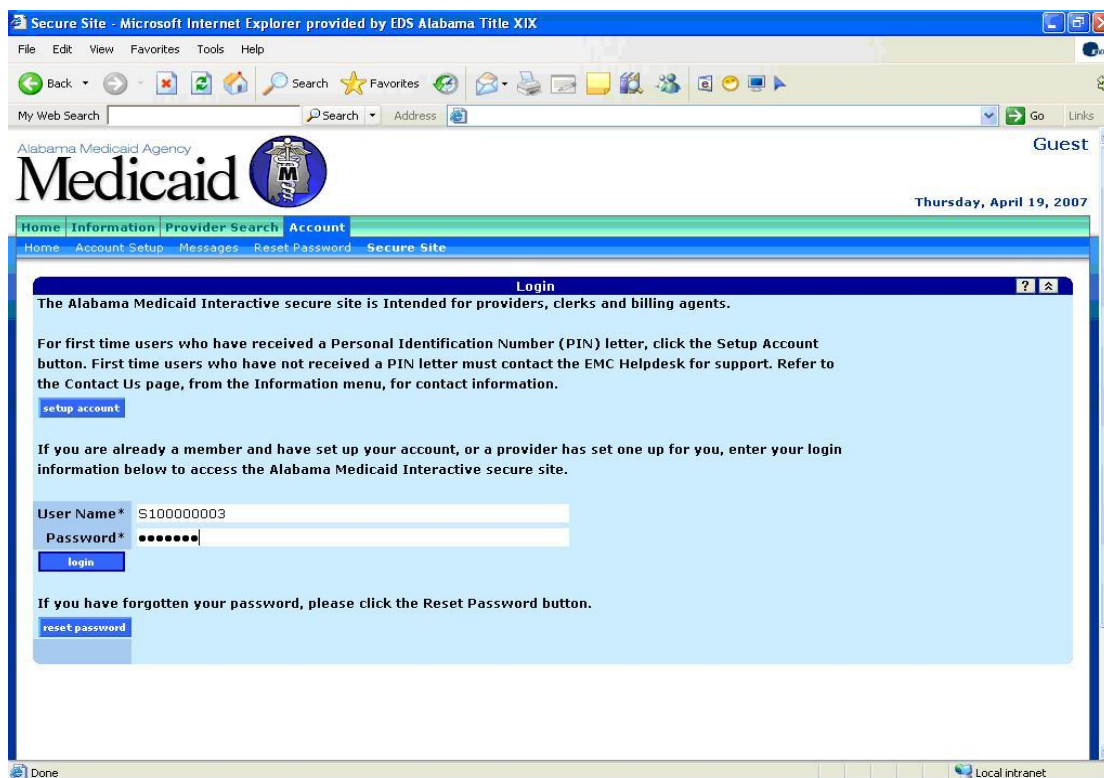 Secure Site - Microsoft Internet Explorer provided by EDS Alabama Title XIX
File Edit View Favorites Tools Help
Back Search Favorites
My Web Search Search Address Go Links
Alabama Medicaid Agency
Medicaid
M
Guest
Thursday, April 19, 2007
Home Information Provider Search Account
Home Account Setup Messages Reset Password Secure Site
Login ?
The Alabama Medicaid Interactive secure site is Intended for providers, clerks and billing agents.
For first time users who have received a Personal Identification Number (PIN) letter, click the Setup Account
button. First time users who have not received a PIN letter must contact the EMC Helpdesk for support. Refer to
the Contact Us page, from the Information menu, for contact information.
setup account
If you are already a member and have set up your account, or a provider has set one up for you, enter your login
information below to access the Alabama Medicaid Interactive secure site.
User Name* S100000003
Password* •••••••
login
If you have forgotten your password, please click the Reset Password button.
reset password
Done Local intranet